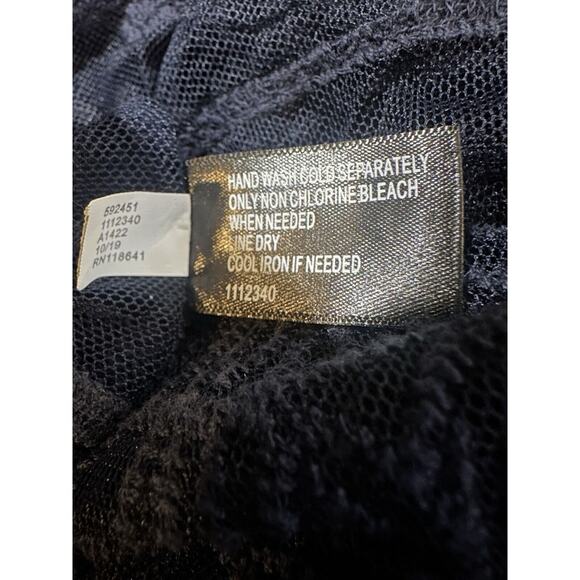 592451
1112340
A1422
10/19
RN118641
HAND WASH COLD SEPARATELY
ONLY NON CHLORINE BLEACH
WHEN NEEDED
LINE DRY
COOL IRON IF NEEDED
1112340